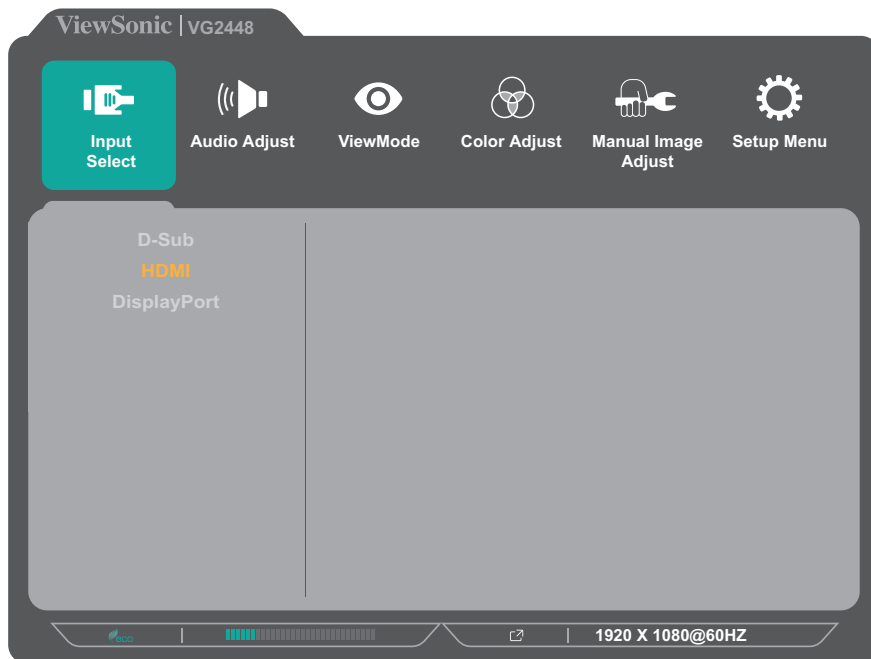 ViewSonic | VG2448
Input
Select
Audio Adjust
ViewMode
Color Adjust
Manual Image
Adjust
Setup Menu
D-Sub
HDMI
DisplayPort
eco
1920 X 1080@60HZ